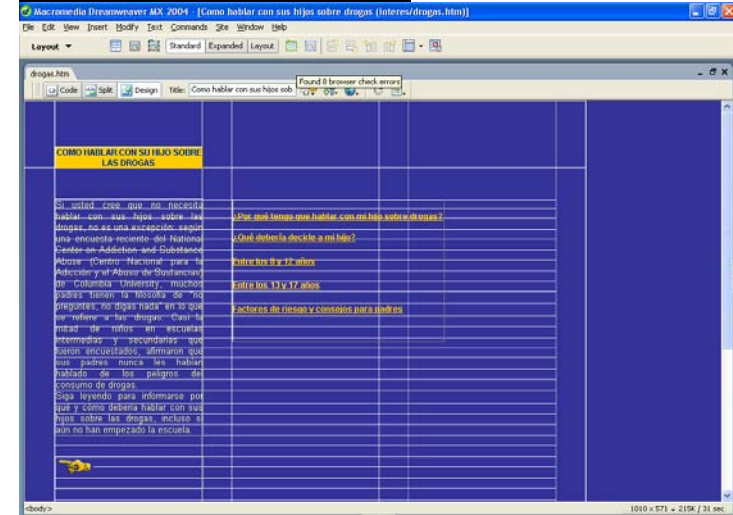 Macromedia Dreamweaver MX 2004 - [Como hablar con sus hijos sobre drogas (interes/drogas.htm)]
File Edit View Insert Modify Text Commands Site Window Help
Layout Standard Expanded Layout
drogas.htm
Found 8 browser check errors
Code Split Design Title: Como hablar con sus hijos sob
COMO HABLAR CON SU HIJO SOBRE
LAS DROGAS
Si usted cree que no necesita
hablar con sus hijos sobre las
drogas, no es una excepción: según
una encuesta reciente del National
Center on Addiction and Substance
Abuse (Centro Nacional para la
Adicción y el Abuso de Sustancias)
de Columbia University, muchos
padres tienen la filosofía de "no
preguntes, no digas nada" en lo que
se refiere a las drogas. Casi la
mitad de niños en escuelas
intermedias y secundarias que
fueron encuestados, afirmaron que
sus padres nunca les habían
hablado de los peligros del
consumo de drogas.
Siga leyendo para informarse por
qué y cómo debería hablar con sus
hijos sobre las drogas, incluso si
aún no han empezado la escuela.
¿Por qué tengo que hablar con mi hijo sobre drogas?
¿Qué debería decirle a mi hijo?
Entre los 8 y 12 años
Entre los 13 y 17 años
Factores de riesgo y consejos para padres
<body>
1010 x 571 215K / 31 sec